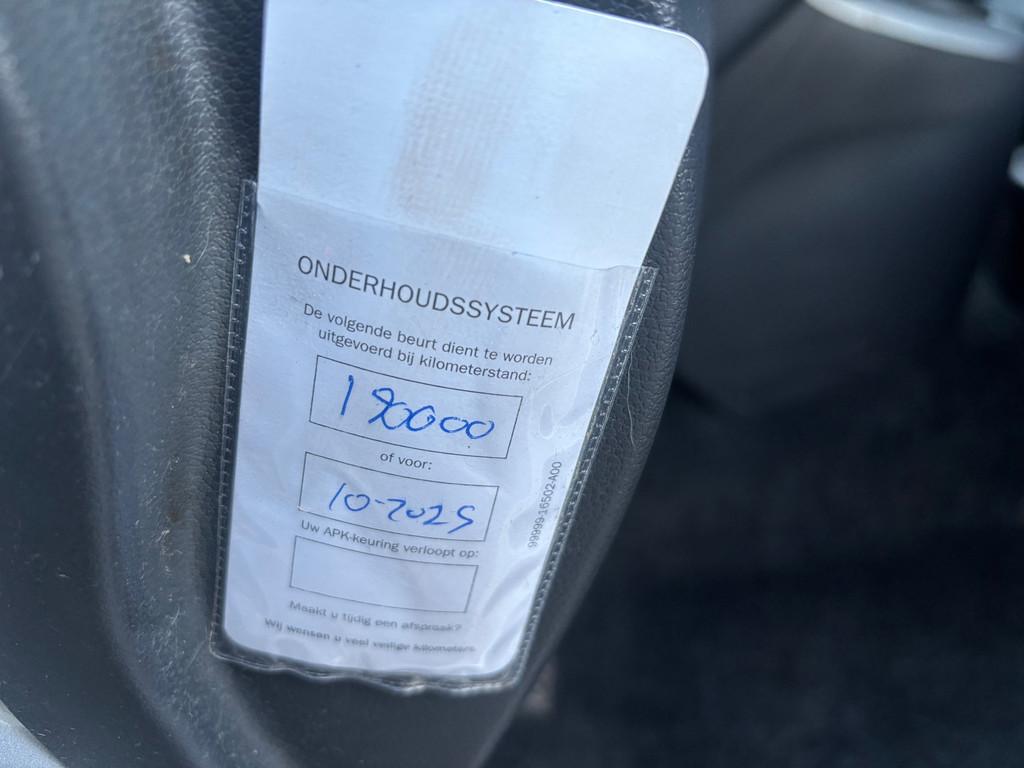 ONDERHOUDSSYSTEEM
De volgende beurt dient te worden
uitgevoerd bij kilometerstand:
190000
of voor:
10-2025
Uw APK-keuring verloopt op:
Maakt u tijdig een afspraak?
Wij wensen u veel veilige kilometers
99999-16502-A00